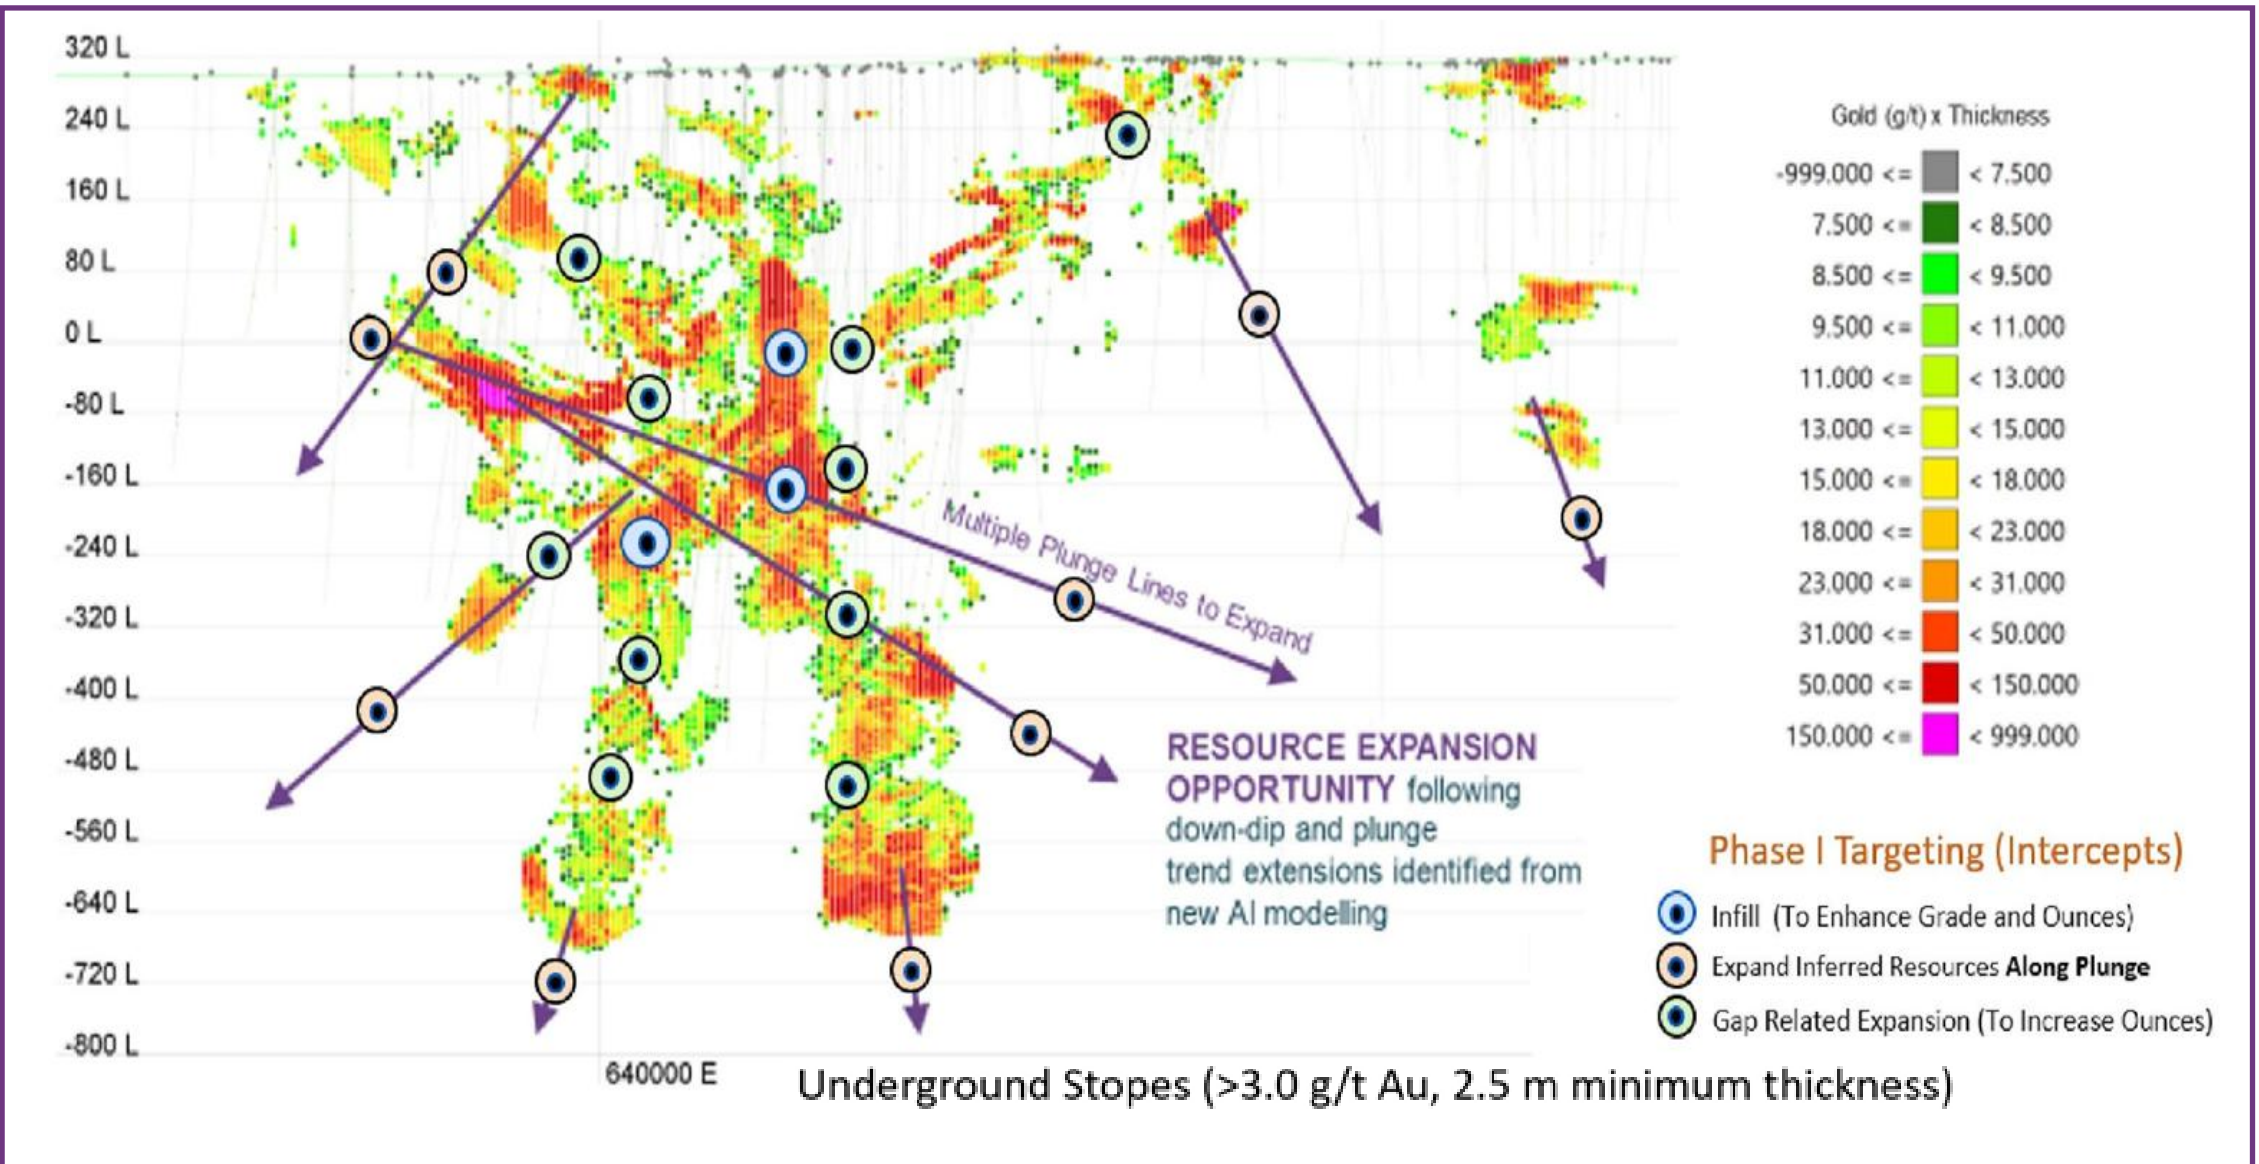 320 L
240 L
160 L
80 L
0 L
-80 L
-160 L
-240 L
-320 L
-400 L
-480 L
-560 L
-640 L
-720 L
-800 L
640000 E
Multiple Plunge Lines to Expand
RESOURCE EXPANSION
OPPORTUNITY following
down-dip and plunge
trend extensions identified from
new AI modelling
Gold (g/t) x Thickness
-999.000 <= < 7.500
7.500 <= < 8.500
8.500 <= < 9.500
9.500 <= < 11.000
11.000 <= < 13.000
13.000 <= < 15.000
15.000 <= < 18.000
18.000 <= < 23.000
23.000 <= < 31.000
31.000 <= < 50.000
50.000 <= < 150.000
150.000 <= < 999.000
Phase I Targeting (Intercepts)
Infill (To Enhance Grade and Ounces)
Expand Inferred Resources Along Plunge
Gap Related Expansion (To Increase Ounces)
Underground Stopes (>3.0 g/t Au, 2.5 m minimum thickness)